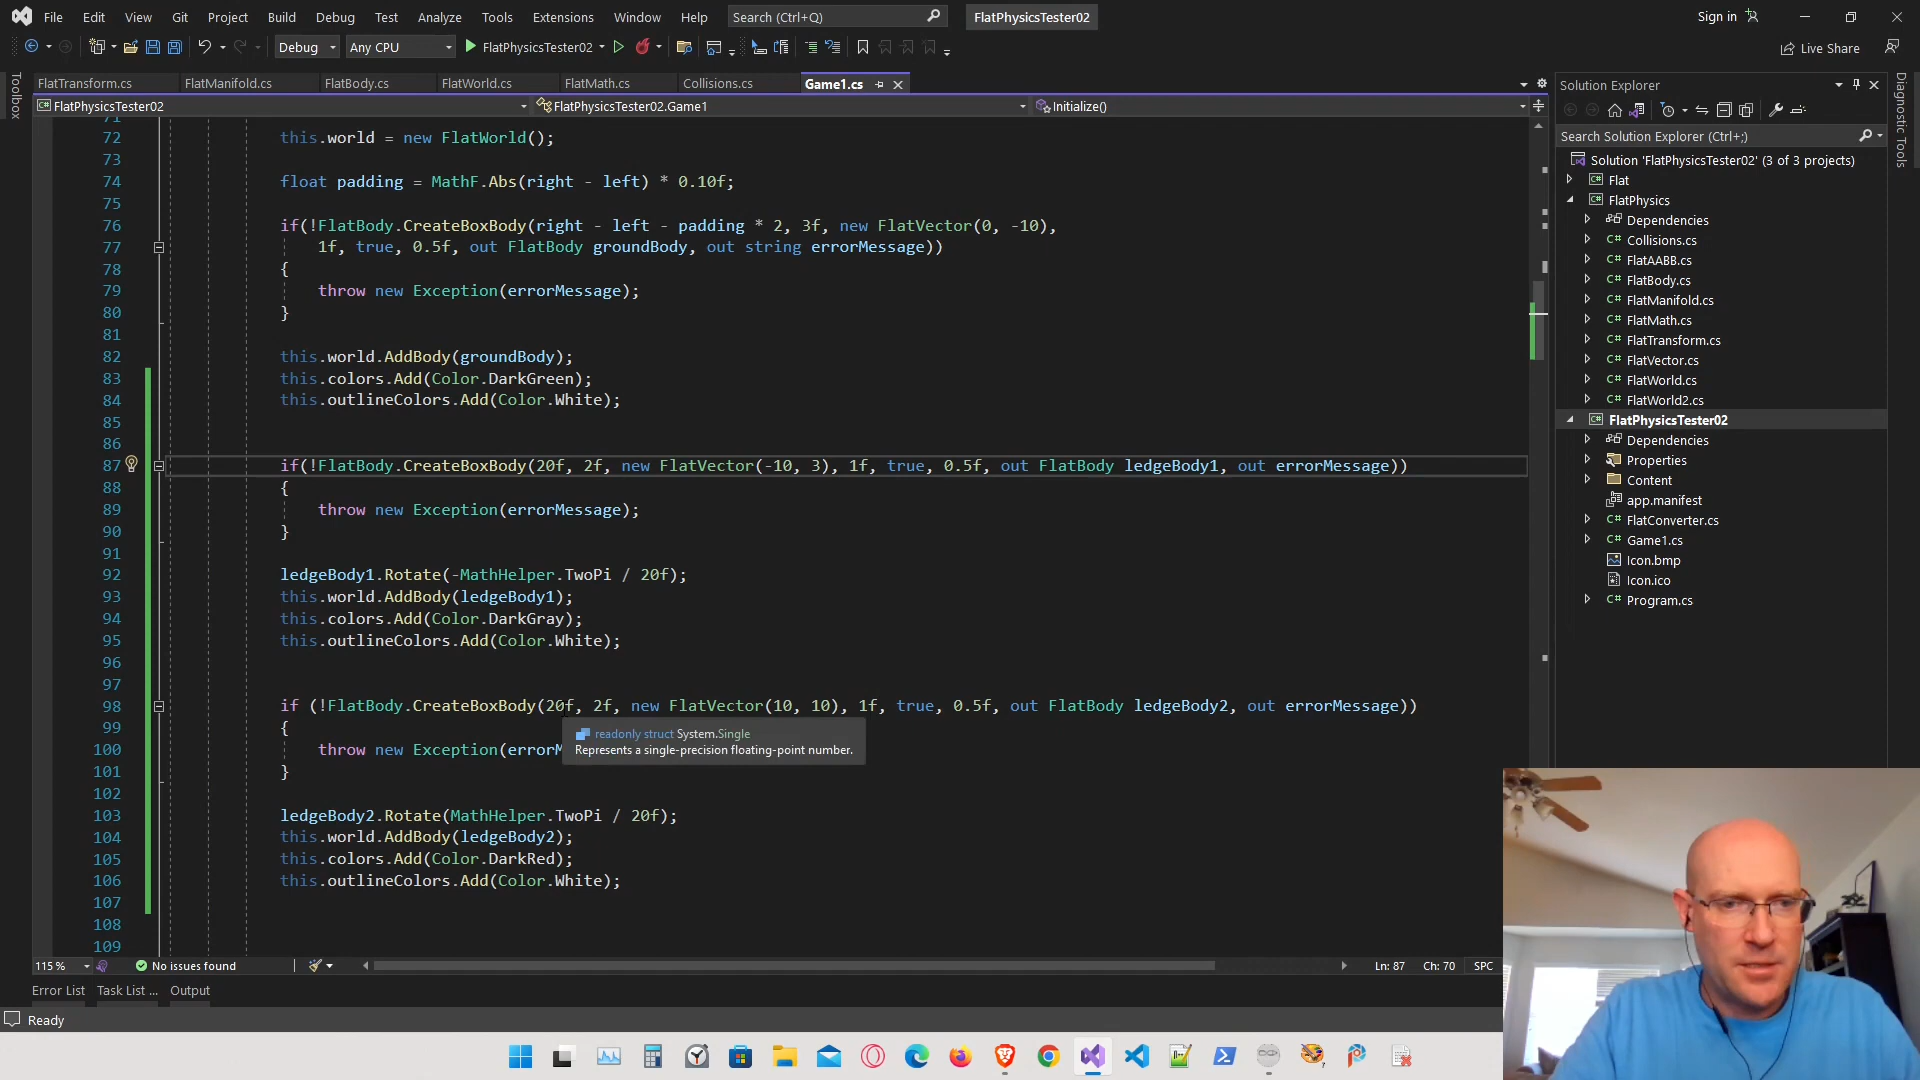 File Edit View Git Project Build Debug Test Analyze Tools Extensions Window Help Search (Ctrl+Q) FlatPhysicsTester02 Sign in
Debug Any CPU FlatPhysicsTester02 Live Share
FlatTransform.cs FlatManifold.cs FlatBody.cs FlatWorld.cs FlatMath.cs Collisions.cs Game1.cs
FlatPhysicsTester02 FlatPhysicsTester02.Game1 Initialize()
Toolbox
71
72 this.world = new FlatWorld();
73
74 float padding = MathF.Abs(right - left) * 0.10f;
75
76 if(!FlatBody.CreateBoxBody(right - left - padding * 2, 3f, new FlatVector(0, -10),
77 1f, true, 0.5f, out FlatBody groundBody, out string errorMessage))
78 {
79 throw new Exception(errorMessage);
80 }
81
82 this.world.AddBody(groundBody);
83 this.colors.Add(Color.DarkGreen);
84 this.outlineColors.Add(Color.White);
85
86
87 if(!FlatBody.CreateBoxBody(20f, 2f, new FlatVector(-10, 3), 1f, true, 0.5f, out FlatBody ledgeBody1, out errorMessage))
88 {
89 throw new Exception(errorMessage);
90 }
91
92 ledgeBody1.Rotate(-MathHelper.TwoPi / 20f);
93 this.world.AddBody(ledgeBody1);
94 this.colors.Add(Color.DarkGray);
95 this.outlineColors.Add(Color.White);
96
97
98 if (!FlatBody.CreateBoxBody(20f, 2f, new FlatVector(10, 10), 1f, true, 0.5f, out FlatBody ledgeBody2, out errorMessage))
99 {
readonly struct System.Single
100 throw new Exception(errorM
Represents a single-precision floating-point number.
101 }
102
103 ledgeBody2.Rotate(MathHelper.TwoPi / 20f);
104 this.world.AddBody(ledgeBody2);
105 this.colors.Add(Color.DarkRed);
106 this.outlineColors.Add(Color.White);
107
108
109
115 % No issues found Ln: 87 Ch: 70 SPC
Error List Task List ... Output
Ready
Solution Explorer
Search Solution Explorer (Ctrl+;)
Solution 'FlatPhysicsTester02' (3 of 3 projects)
Flat
FlatPhysics
Dependencies
Collisions.cs
FlatAABB.cs
FlatBody.cs
FlatManifold.cs
FlatMath.cs
FlatTransform.cs
FlatVector.cs
FlatWorld.cs
FlatWorld2.cs
FlatPhysicsTester02
Dependencies
Properties
Content
app.manifest
FlatConverter.cs
Game1.cs
Icon.bmp
Icon.ico
Program.cs
Diagnostic Tools